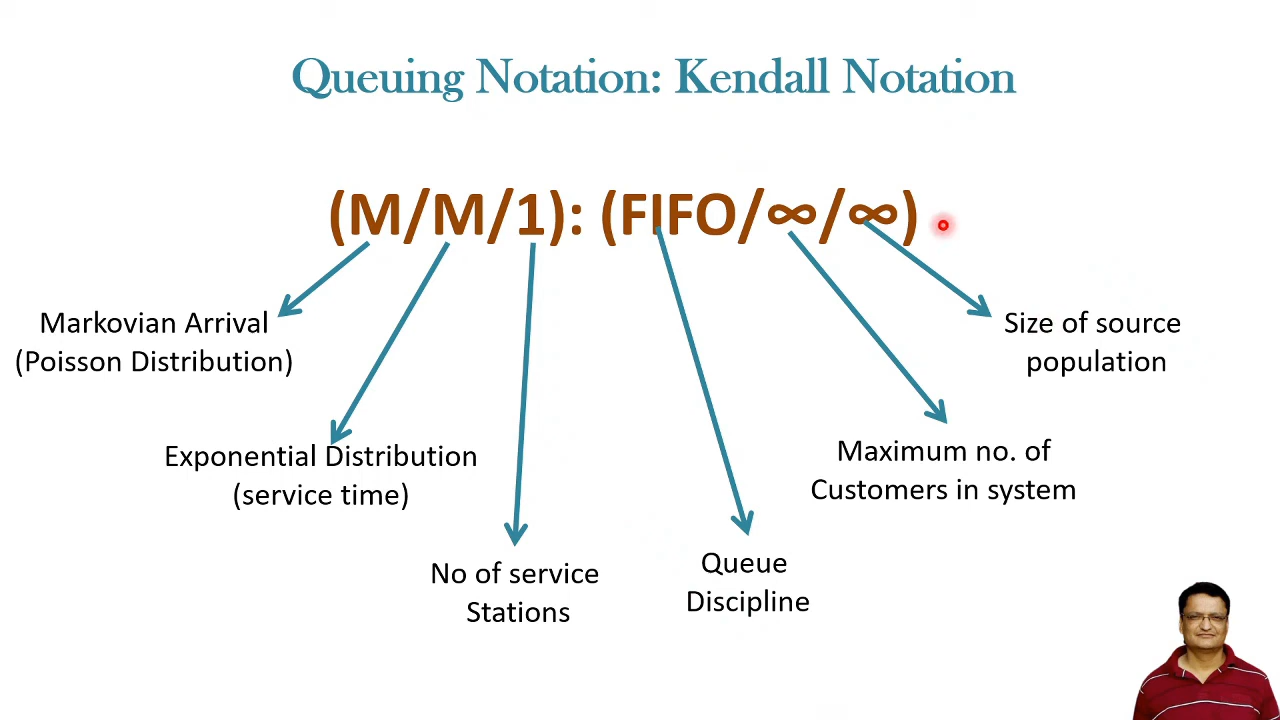 Queuing Notation: Kendall Notation
(M/M/1): (FIFO/∞/∞)
Markovian Arrival
(Poisson Distribution)
Exponential Distribution
(service time)
No of service
Stations
Queue
Discipline
Maximum no. of
Customers in system
Size of source
population